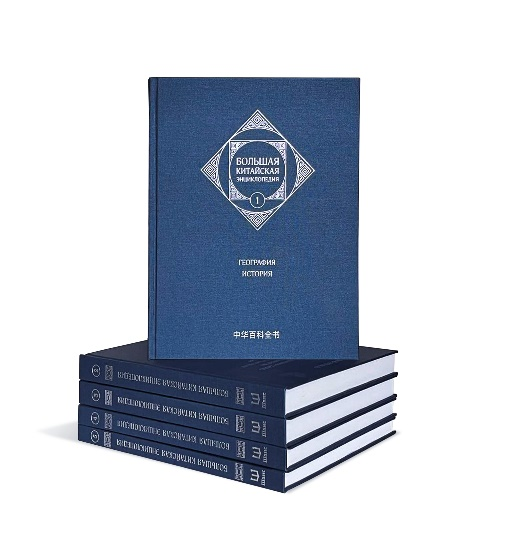 БОЛЬШАЯ
КИТАЙСКАЯ
ЭНЦИКЛОПЕДИЯ
1
ГЕОГРАФИЯ
ИСТОРИЯ
中华百科全书
БОЛЬШАЯ КИТАЙСКАЯ ЭНЦИКЛОПЕДИЯ
БОЛЬШАЯ КИТАЙСКАЯ ЭНЦИКЛОПЕДИЯ
БОЛЬШАЯ КИТАЙСКАЯ ЭНЦИКЛОПЕДИЯ
БОЛЬШАЯ КИТАЙСКАЯ ЭНЦИКЛОПЕДИЯ